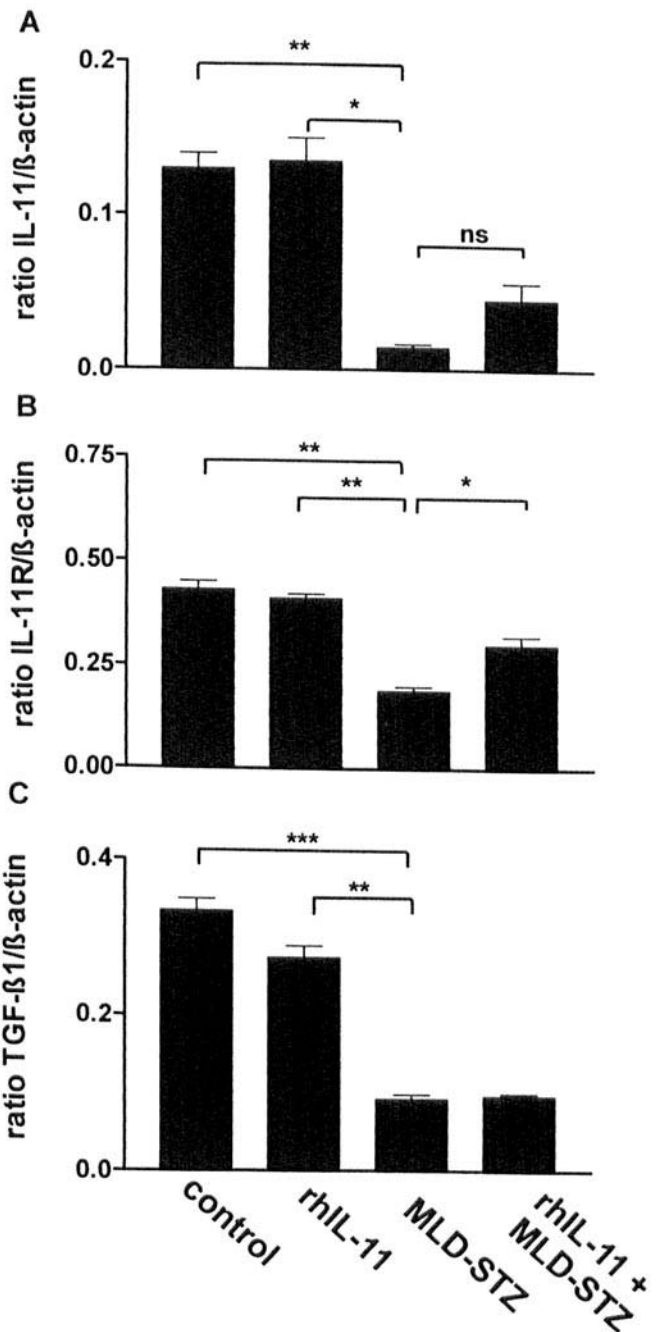 A
ratio IL-11/ß-actin
0.2
0.1
0.0
**
*
ns
B
ratio IL-11R/ß-actin
0.75
0.50
0.25
0.00
**
**
*
C
ratio TGF-ß1/ß-actin
0.4
0.2
0.0
***
**
control
rhIL-11
MLD-STZ
rhIL-11 +
MLD-STZ